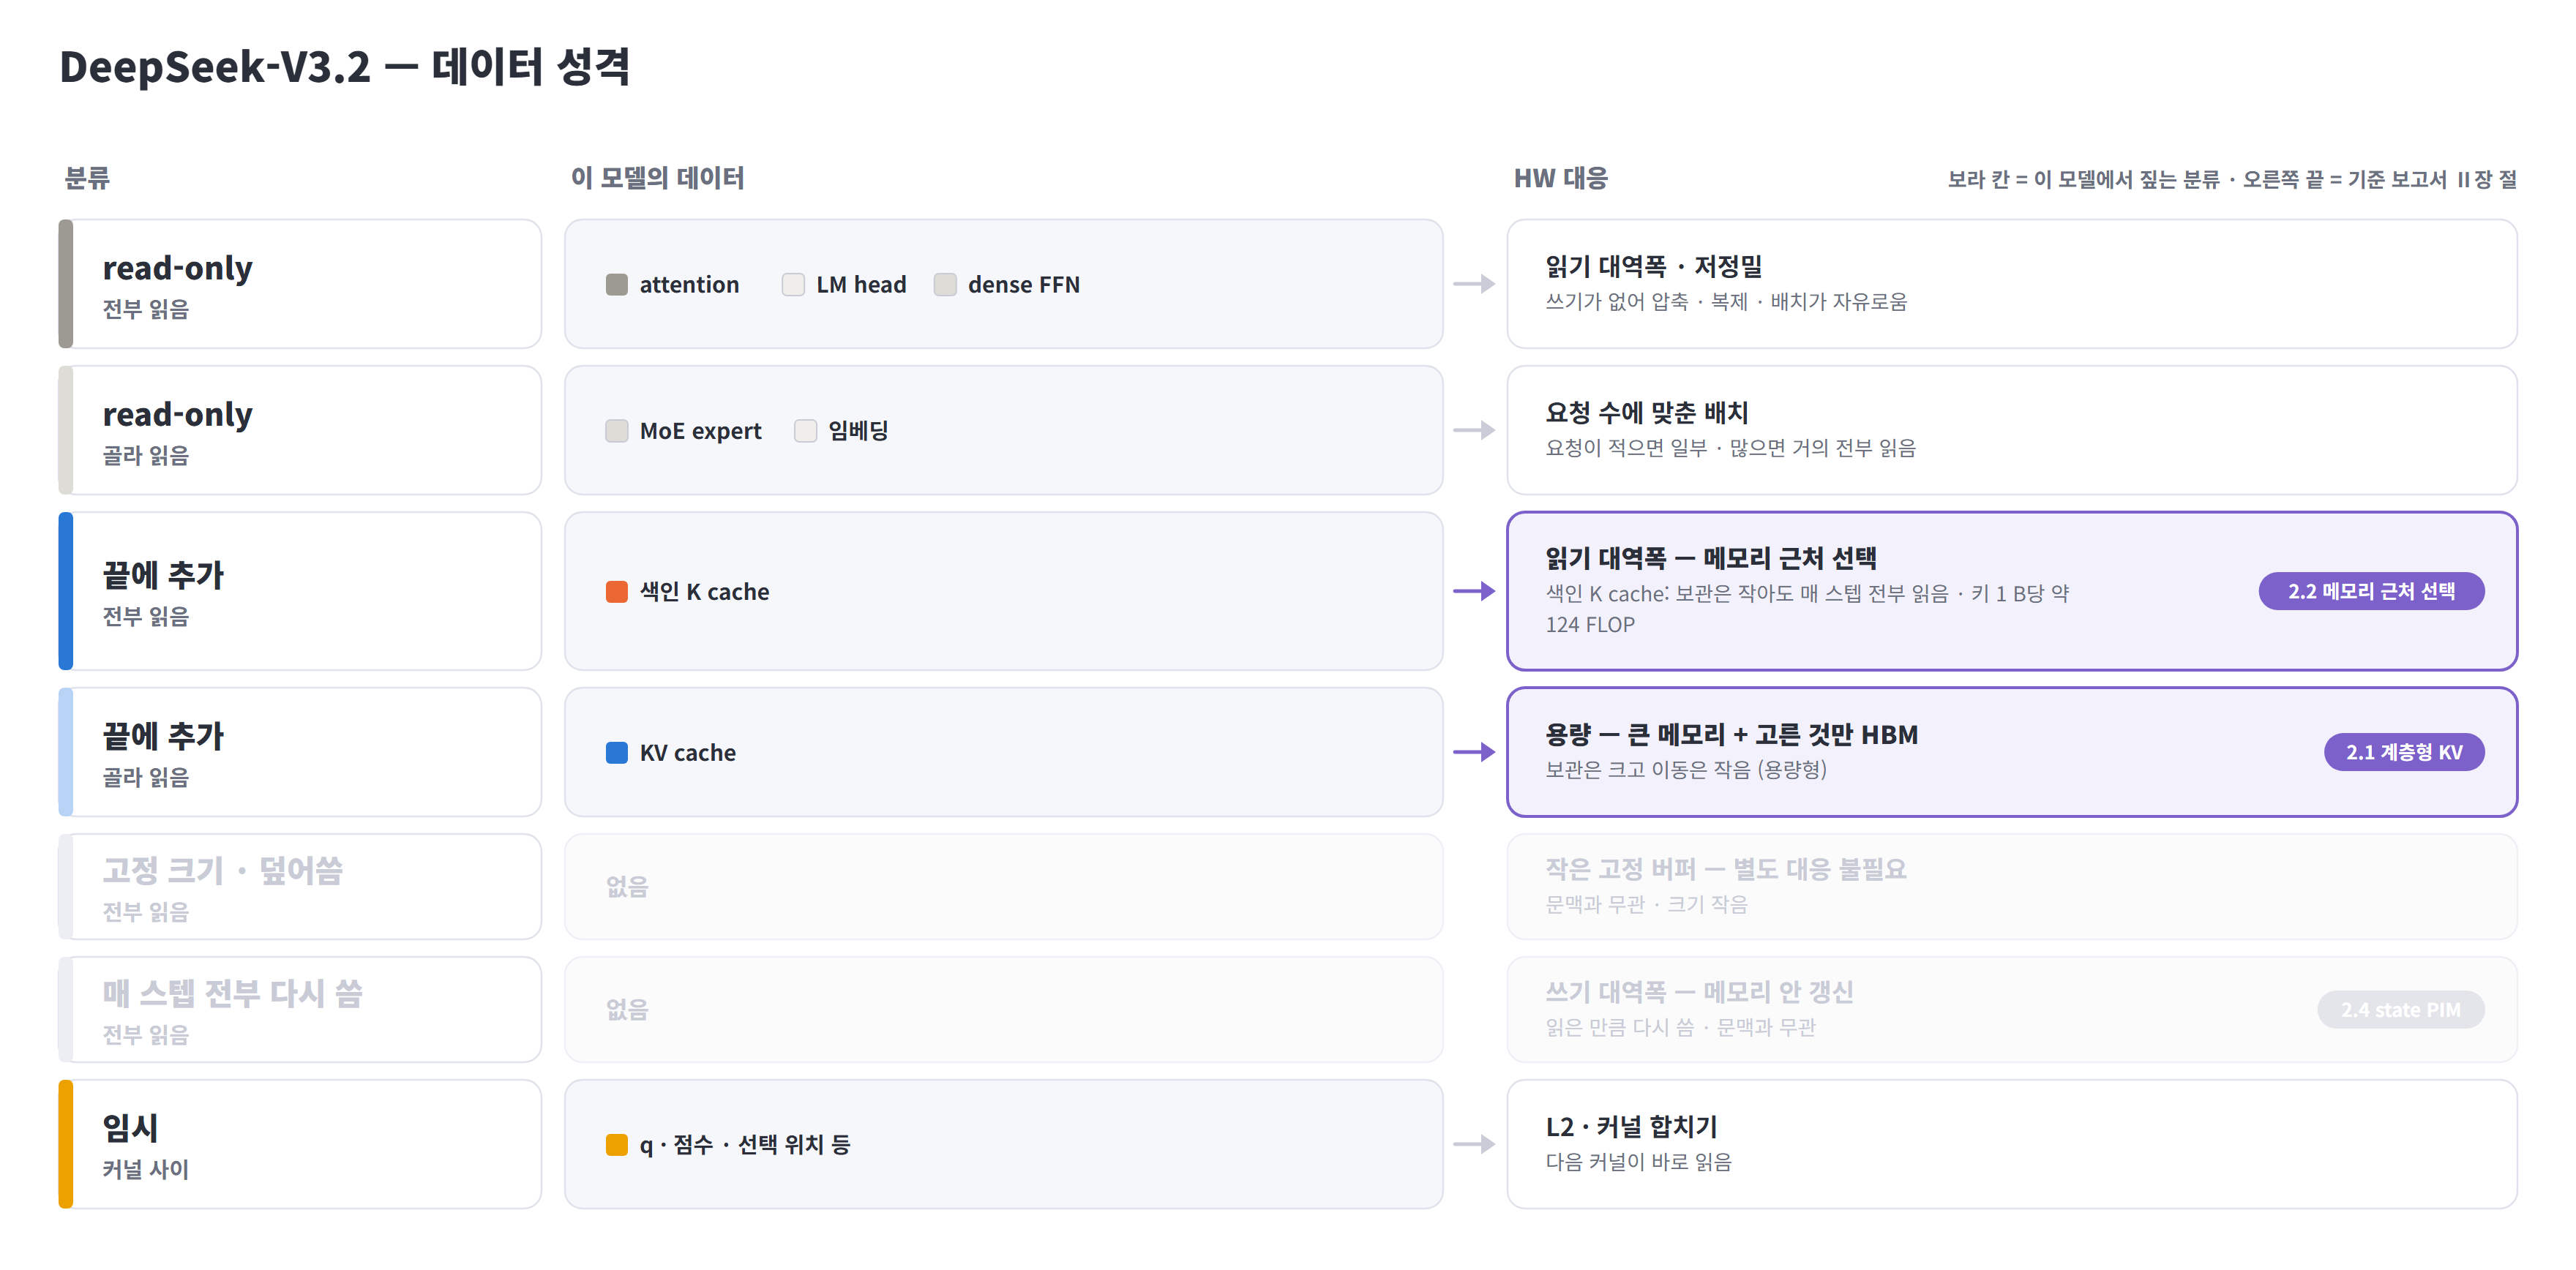 DeepSeek-V3.2 — 데이터 성격
분류
이 모델의 데이터
HW 대응
보라 칸 = 이 모델에서 짚는 분류 · 오른쪽 끝 = 기준 보고서 II장 절
read-only
전부 읽음
attention
LM head
dense FFN
읽기 대역폭 · 저정밀
쓰기가 없어 압축 · 복제 · 배치가 자유로움
read-only
골라 읽음
MoE expert
임베딩
요청 수에 맞춘 배치
요청이 적으면 일부 · 많으면 거의 전부 읽음
끝에 추가
전부 읽음
색인 K cache
읽기 대역폭 — 메모리 근처 선택
색인 K cache: 보관은 작아도 매 스텝 전부 읽음 · 키 1 B당 약
124 FLOP
2.2 메모리 근처 선택
끝에 추가
골라 읽음
KV cache
용량 — 큰 메모리 + 고른 것만 HBM
보관은 크고 이동은 작음 (용량형)
2.1 계층형 KV
고정 크기 · 덮어씀
전부 읽음
없음
작은 고정 버퍼 — 별도 대응 불필요
문맥과 무관 · 크기 작음
매 스텝 전부 다시 씀
전부 읽음
없음
쓰기 대역폭 — 메모리 안 갱신
읽은 만큼 다시 씀 · 문맥과 무관
2.4 state PIM
임시
커널 사이
q · 점수 · 선택 위치 등
L2 · 커널 합치기
다음 커널이 바로 읽음